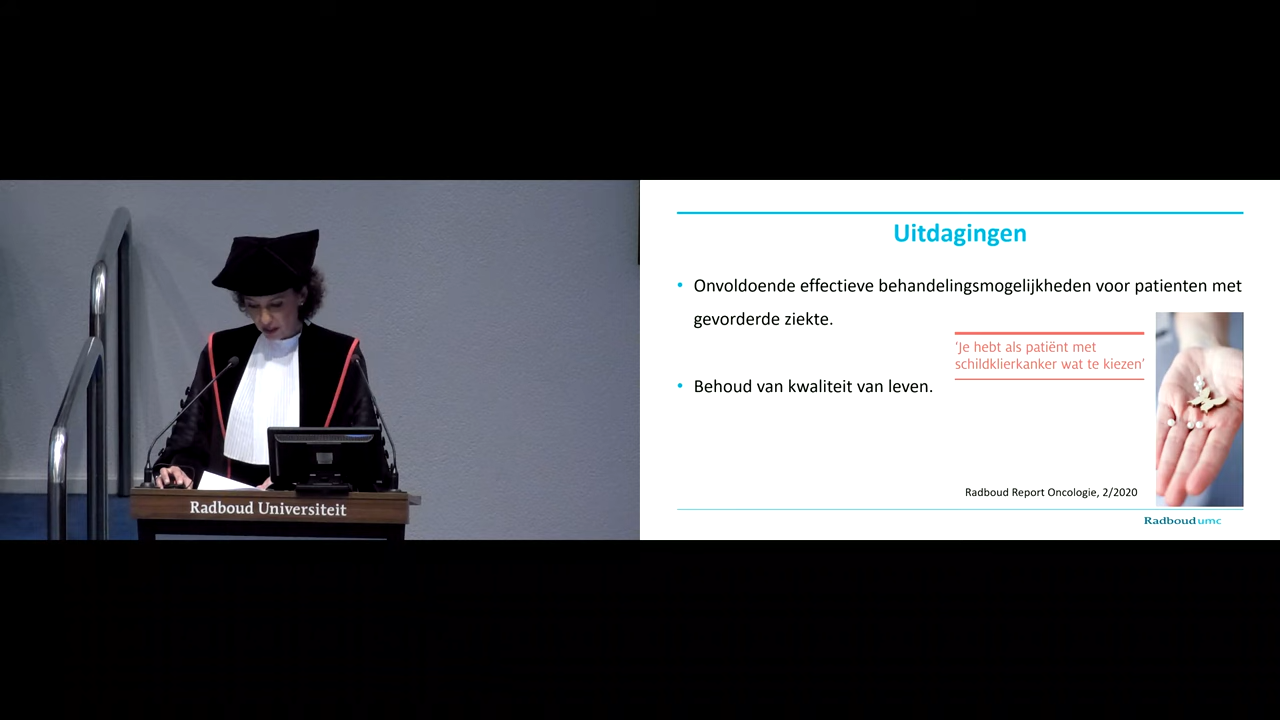 Radboud Universiteit
Uitdagingen
• Onvoldoende effectieve behandelingsmogelijkheden voor patienten met
gevorderde ziekte.
'Je hebt als patiënt met
schildklierkanker wat te kiezen'
• Behoud van kwaliteit van leven.
Radboud Report Oncologie, 2/2020
Radboudumc